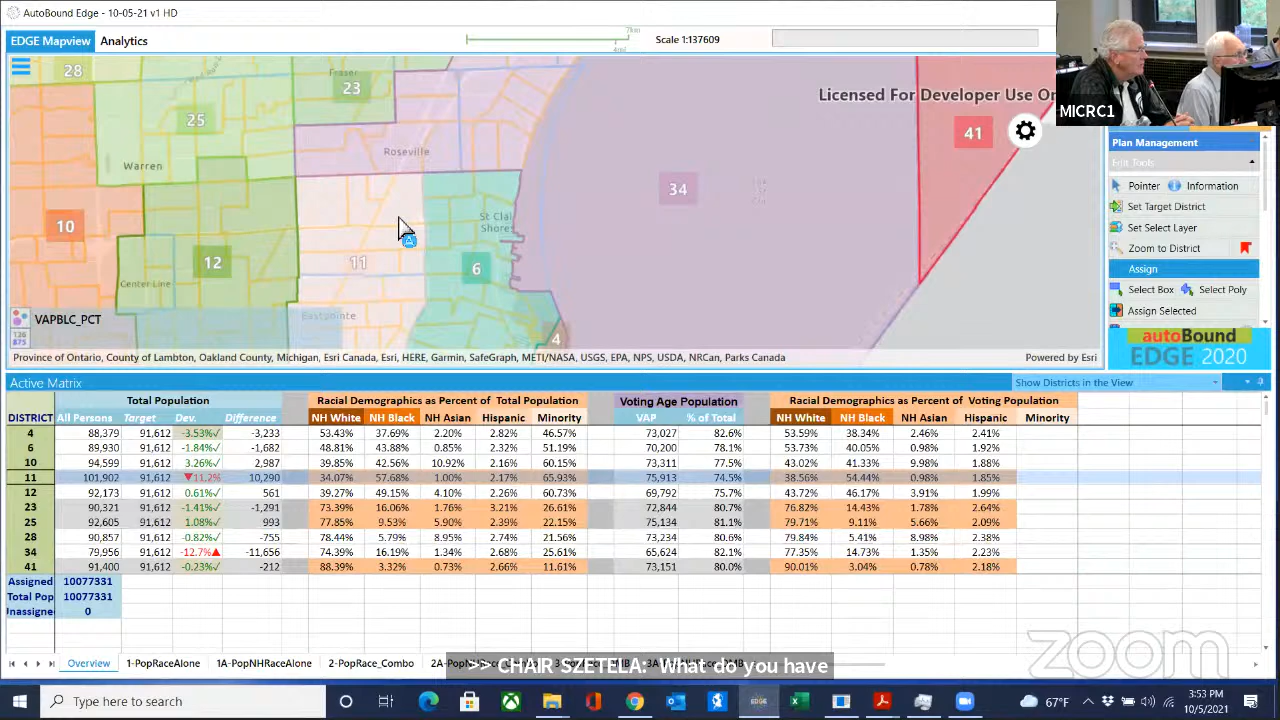 AutoBound Edge - 10-05-21 v1 HD
EDGE Mapview Analytics Scale 1:137609
Licensed For Developer Use On
MICRC1
28
23
Fraser
25
41
Warren
Roseville
34
10
St Clai
Shores
12
11
6
Center Line
Eastpointe
4
VAPBLC_PCT
Province of Ontario, County of Lambton, Oakland County, Michigan, Esri Canada, Esri, HERE, Garmin, SafeGraph, METI/NASA, USGS, EPA, NPS, USDA, NRCan, Parks Canada Powered by Esri
Plan Management
Edit Tools
Pointer Information
Set Target District
Set Select Layer
Zoom to District
Assign
Select Box Select Poly
Assign Selected
autoBound
EDGE 2020
Active Matrix Show Districts in the View
Total Population Racial Demographics as Percent of Total Population Voting Age Population Racial Demographics as Percent of Voting Population
DISTRICT All Persons Target Dev. Difference NH White NH Black NH Asian Hispanic Minority VAP % of Total NH White NH Black NH Asian Hispanic Minority
4 88,379 91,612 -3.53%✓ -3,233 53.43% 37.69% 2.20% 2.82% 46.57% 73,027 82.6% 53.59% 38.34% 2.46% 2.41%
6 89,930 91,612 -1.84%✓ -1,682 48.81% 43.88% 0.85% 2.32% 51.19% 70,200 78.1% 53.73% 40.05% 0.98% 1.92%
10 94,599 91,612 3.26%✓ 2,987 39.85% 42.56% 10.92% 2.16% 60.15% 73,311 77.5% 43.02% 41.33% 9.98% 1.88%
11 101,902 91,612 ▼11.2% 10,290 34.07% 57.68% 1.00% 2.17% 65.93% 75,913 74.5% 38.56% 54.44% 0.98% 1.85%
12 92,173 91,612 0.61%✓ 561 39.27% 49.15% 4.10% 2.26% 60.73% 69,792 75.7% 43.72% 46.17% 3.91% 1.99%
23 90,321 91,612 -1.41%✓ -1,291 73.39% 16.06% 1.76% 3.21% 26.61% 72,844 80.7% 76.82% 14.43% 1.78% 2.64%
25 92,605 91,612 1.08%✓ 993 77.85% 9.53% 5.90% 2.39% 22.15% 75,134 81.1% 79.71% 9.11% 5.66% 2.09%
28 90,857 91,612 -0.82%✓ -755 78.44% 5.79% 8.95% 2.74% 21.56% 73,234 80.6% 79.84% 5.41% 8.98% 2.38%
34 79,956 91,612 -12.7%▲ -11,656 74.39% 16.19% 1.34% 2.68% 25.61% 65,624 82.1% 77.35% 14.73% 1.35% 2.23%
41 91,400 91,612 -0.23%✓ -212 88.39% 3.32% 0.73% 2.66% 11.61% 73,151 80.0% 90.01% 3.04% 0.78% 2.18%
Assigned 10077331
Total Pop 10077331
Unassigned 0
Overview 1-PopRaceAlone 1A-PopNHRaceAlone 2-PopRace_Combo
>> CHAIR SZETELA: What do you have
zoom
Type here to search
67°F 3:53 PM
10/5/2021